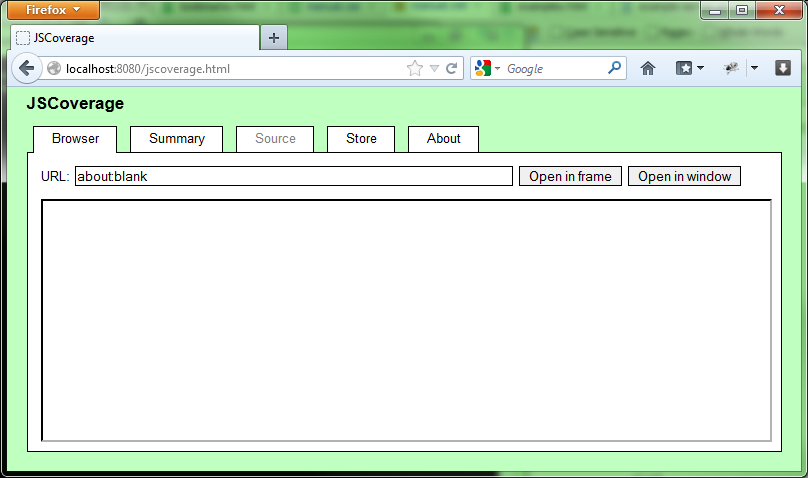 Firefox
JSCoverage
localhost:8080/jscoverage.html
Google
JSCoverage
Browser
Summary
Source
Store
About
URL: about:blank
Open in frame
Open in window